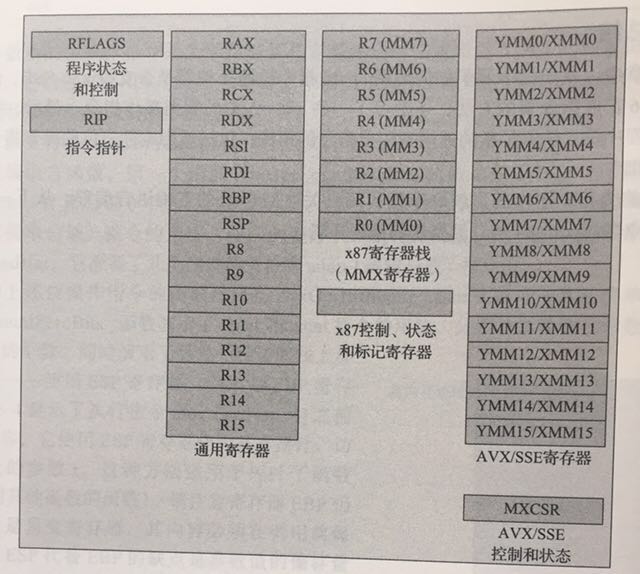 RFLAGS
程序状态
和控制
RIP
指令指针
RAX
RBX
RCX
RDX
RSI
RDI
RBP
RSP
R8
R9
R10
R11
R12
R13
R14
R15
通用寄存器
R7 (MM7)
R6 (MM6)
R5 (MM5)
R4 (MM4)
R3 (MM3)
R2 (MM2)
R1 (MM1)
R0 (MM0)
x87寄存器栈
(MMX寄存器)
x87控制、状态
和标记寄存器
YMM0/XMM0
YMM1/XMM1
YMM2/XMM2
YMM3/XMM3
YMM4/XMM4
YMM5/XMM5
YMM6/XMM6
YMM7/XMM7
YMM8/XMM8
YMM9/XMM9
YMM10/XMM10
YMM11/XMM11
YMM12/XMM12
YMM13/XMM13
YMM14/XMM14
YMM15/XMM15
AVX/SSE寄存器
MXCSR
AVX/SSE
控制和状态